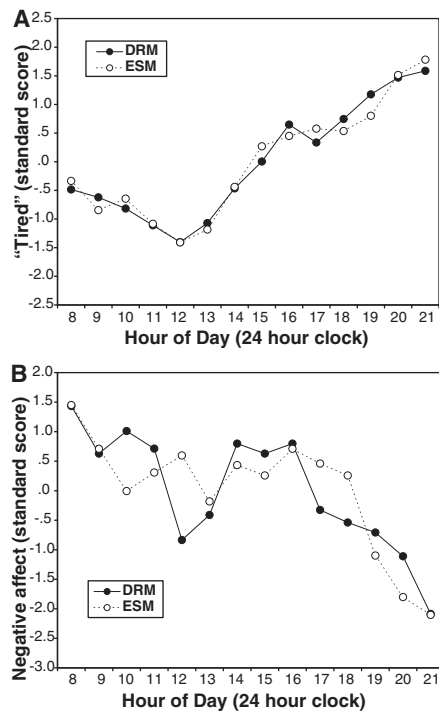 A
DRM
ESM
2.0
1.5
1.0
.5
.0
-.5
-1.0
-1.5
-2.0
-2.5
"Tired" (standard score)
8 9 10 11 12 13 14 15 16 17 18 19 20 21
Hour of Day (24 hour clock)
B
2.0
1.5
1.0
.5
.0
-.5
-1.0
-1.5
-2.0
-2.5
-3.0
Negative affect (standard score)
DRM
ESM
8 9 10 11 12 13 14 15 16 17 18 19 20 21
Hour of Day (24 hour clock)